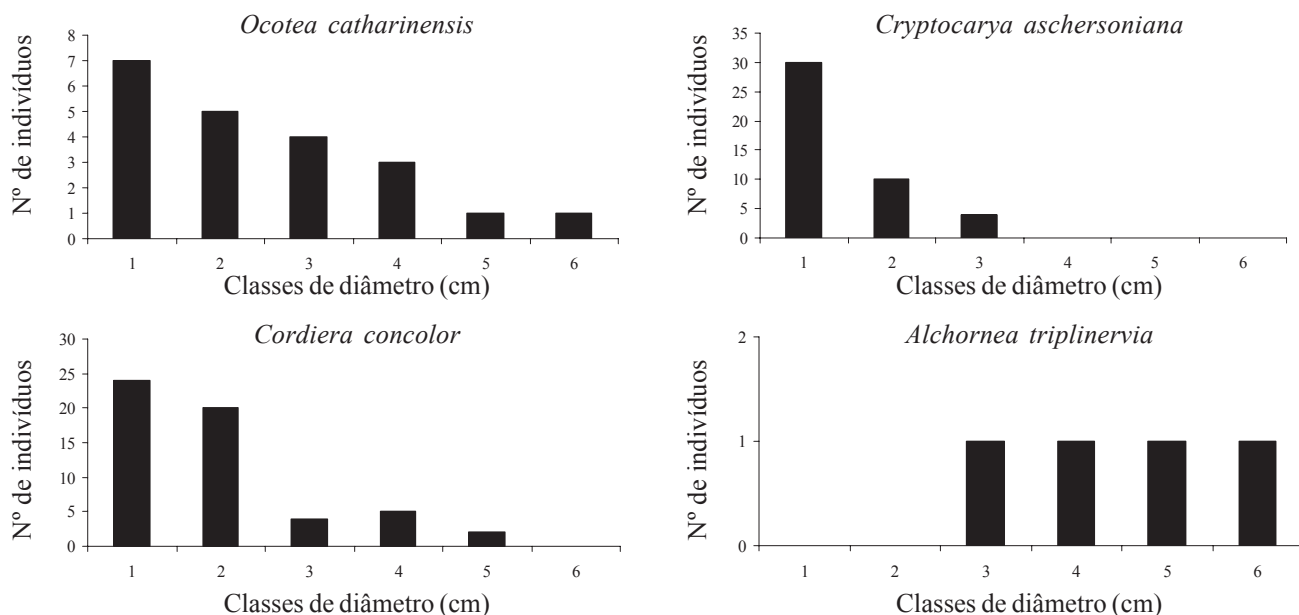 Ocotea catharinensis
Nº de indivíduos
8
7
6
5
4
3
2
1
0
1 2 3 4 5 6
Classes de diâmetro (cm)
Cryptocarya aschersoniana
Nº de indivíduos
35
30
25
20
15
10
5
0
1 2 3 4 5 6
Classes de diâmetro (cm)
Cordiera concolor
Nº de indivíduos
30
25
20
15
10
5
0
1 2 3 4 5 6
Classes de diâmetro (cm)
Alchornea triplinervia
Nº de indivíduos
2
1
0
1 2 3 4 5 6
Classes de diâmetro (cm)